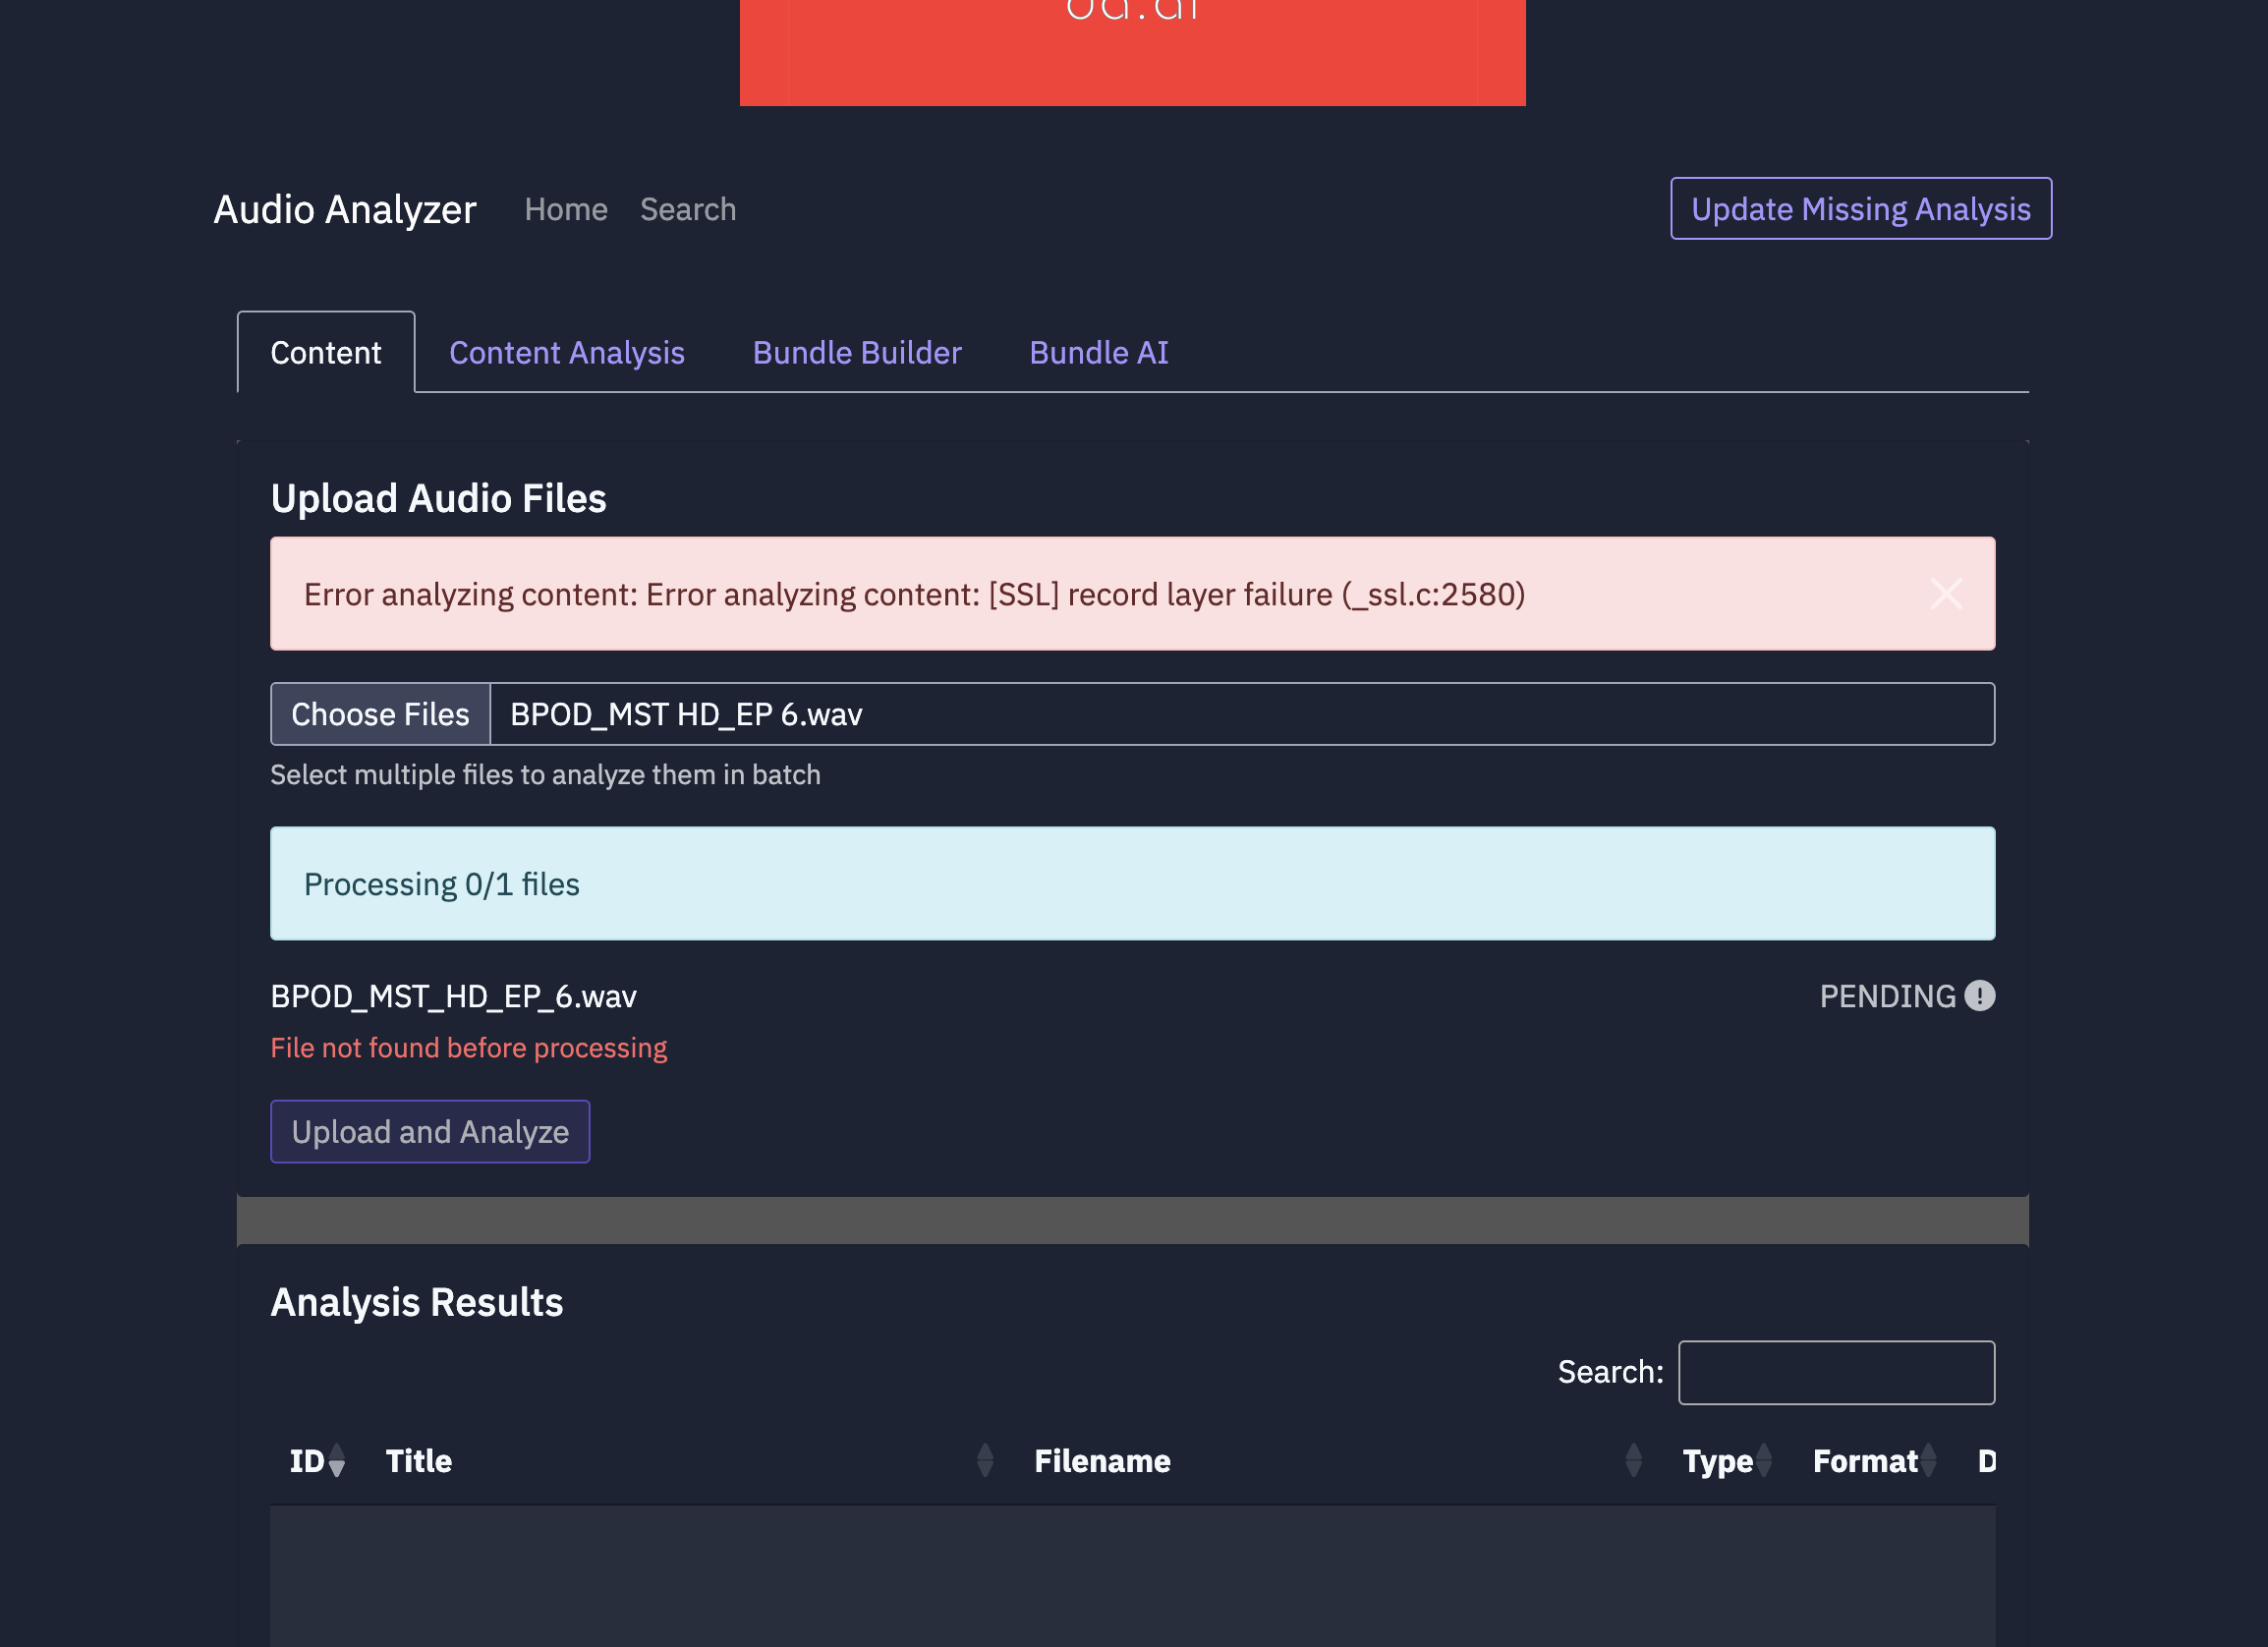 Audio Analyzer Home Search Update Missing Analysis
Content Content Analysis Bundle Builder Bundle AI
Upload Audio Files
Error analyzing content: Error analyzing content: [SSL] record layer failure (_ssl.c:2580)
Choose Files BPOD_MST HD_EP 6.wav
Select multiple files to analyze them in batch
Processing 0/1 files
BPOD_MST_HD_EP_6.wav PENDING
File not found before processing
Upload and Analyze
Analysis Results
Search:
ID Title Filename Type Format D